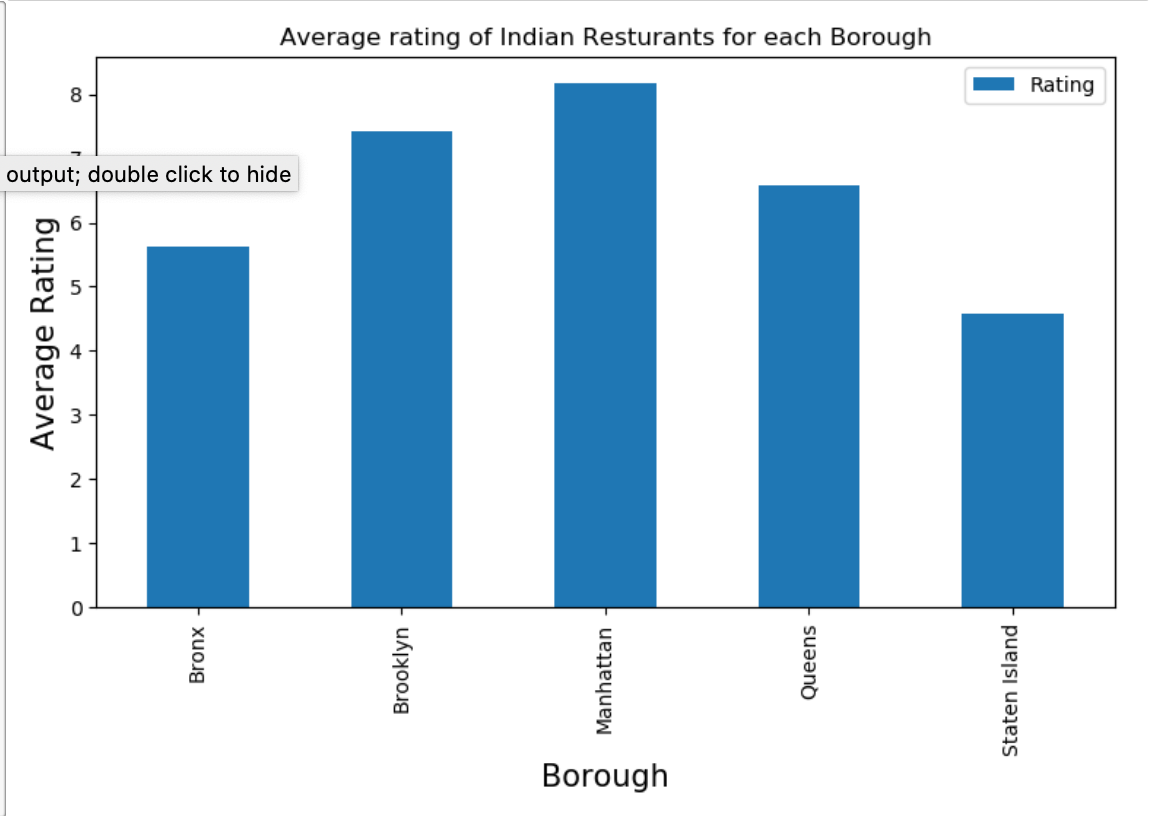 Average rating of Indian Resturants for each Borough
Rating
8
7
output; double click to hide
6
5
4
3
2
1
0
Average Rating
Bronx
Brooklyn
Manhattan
Queens
Staten Island
Borough